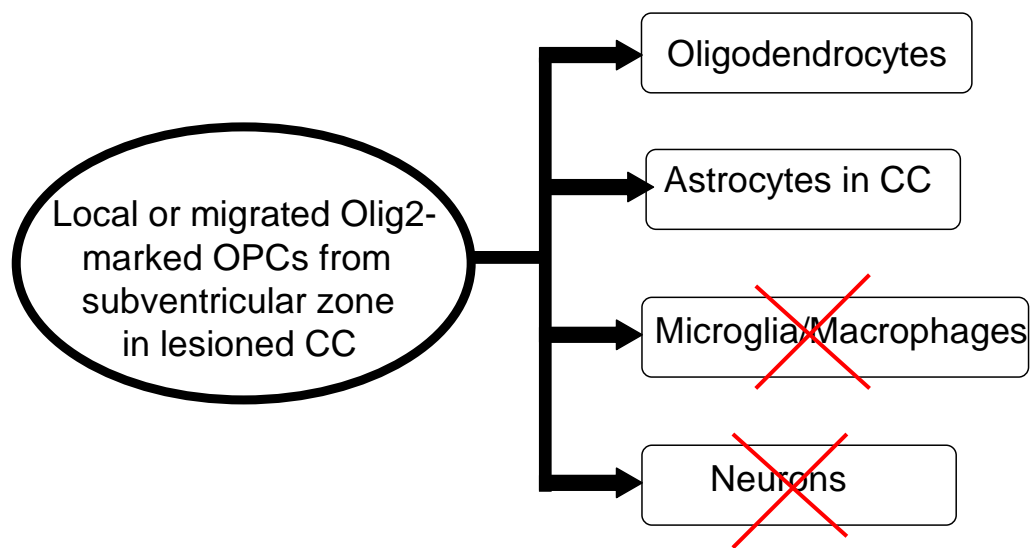 Local or migrated Olig2-
marked OPCs from
subventricular zone
in lesioned CC
Oligodendrocytes
Astrocytes in CC
Microglia/Macrophages
Neurons